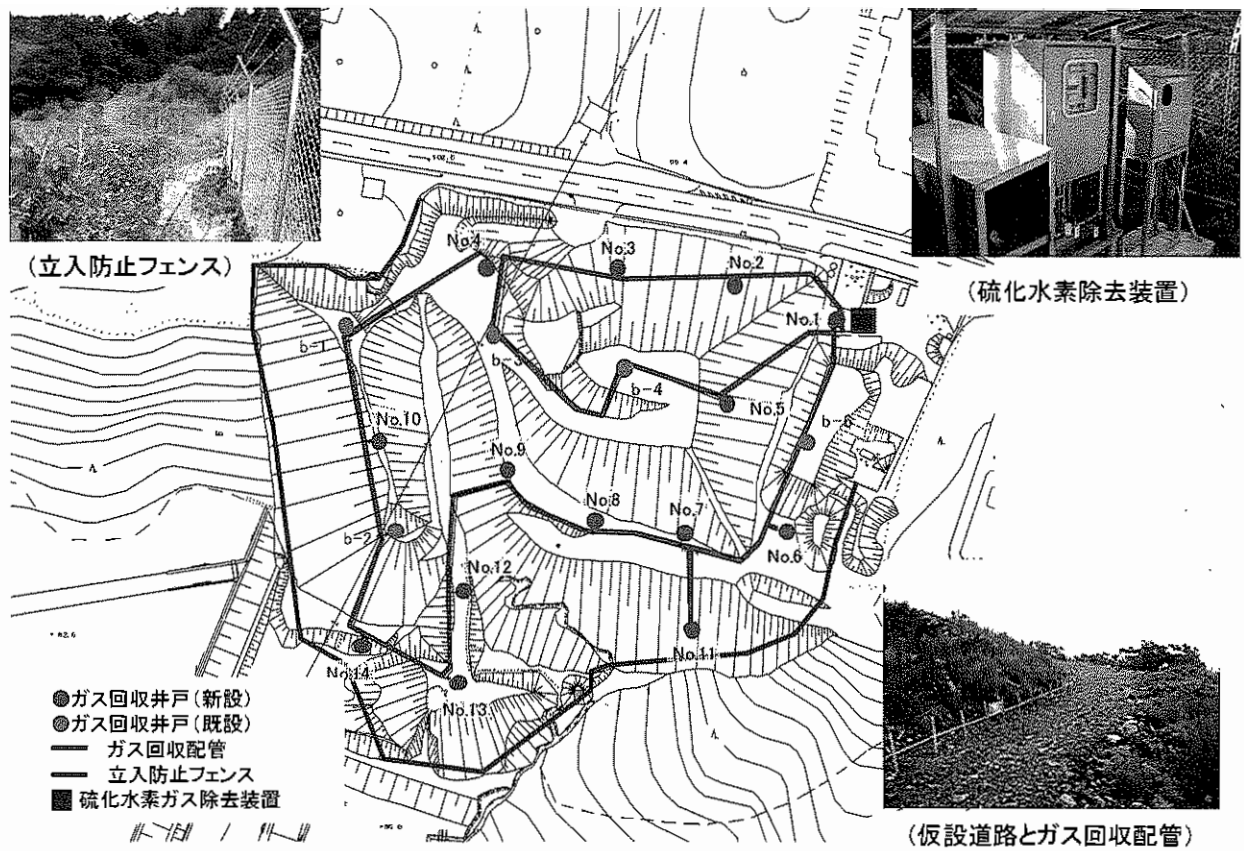 (立入防止フェンス)
(硫化水素除去装置)
No.4
No.3
No.2
No.1
b-1
b-3
b-4
No.5
No.10
No.9
No.8
No.7
No.6
b-2
No.12
No.11
No.14
No.13
●ガス回収井戸(新設)
●ガス回収井戸(既設)
ガス回収配管
立入防止フェンス
■硫化水素ガス除去装置
(仮設道路とガス回収配管)